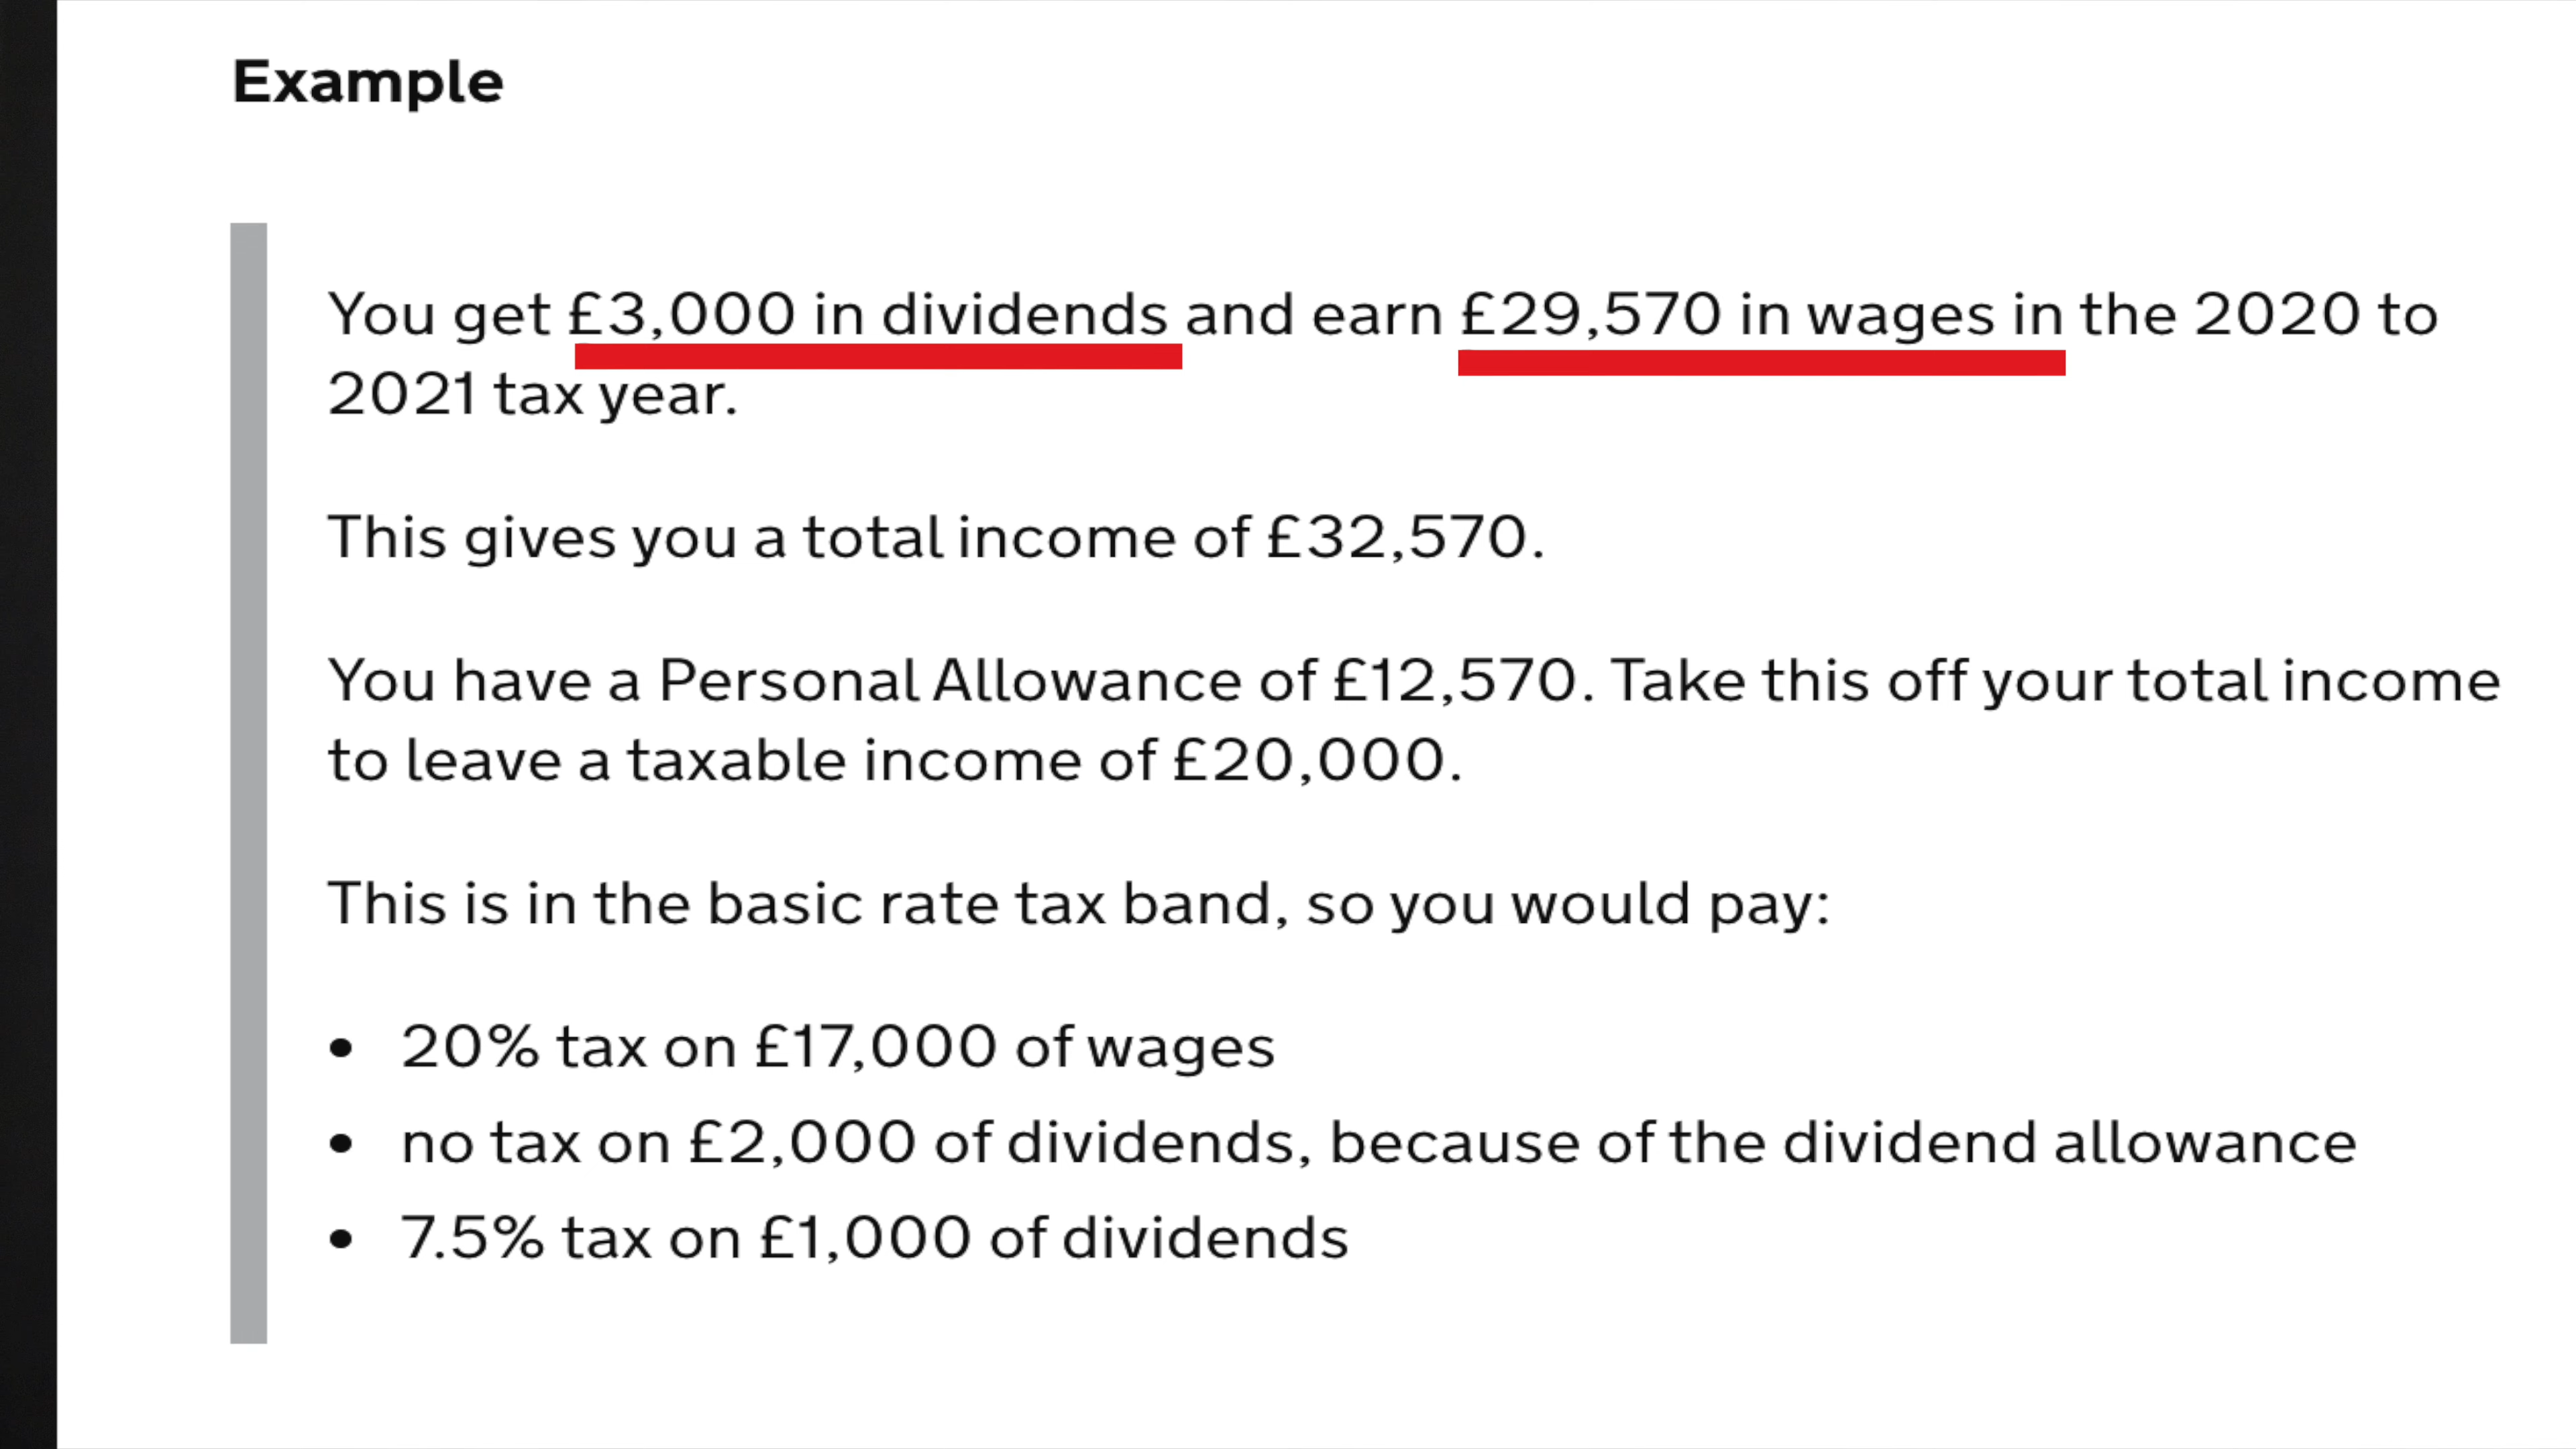 Example
You get £3,000 in dividends and earn £29,570 in wages in the 2020 to
2021 tax year.
This gives you a total income of £32,570.
You have a Personal Allowance of £12,570. Take this off your total income
to leave a taxable income of £20,000.
This is in the basic rate tax band, so you would pay:
• 20% tax on £17,000 of wages
• no tax on £2,000 of dividends, because of the dividend allowance
• 7.5% tax on £1,000 of dividends